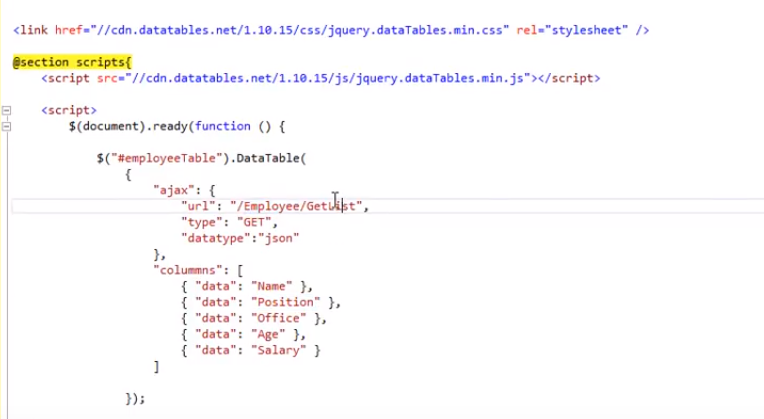 <link href="//cdn.datatables.net/1.10.15/css/jquery.dataTables.min.css" rel="stylesheet" />
@section scripts{
<script src="//cdn.datatables.net/1.10.15/js/jquery.dataTables.min.js"></script>
<script>
$(document).ready(function () {
$("#employeeTable").DataTable(
{
"ajax": {
"url": "/Employee/GetList",
"type": "GET",
"datatype":"json"
},
"colummns": [
{ "data": "Name" },
{ "data": "Position" },
{ "data": "Office" },
{ "data": "Age" },
{ "data": "Salary" }
]
});